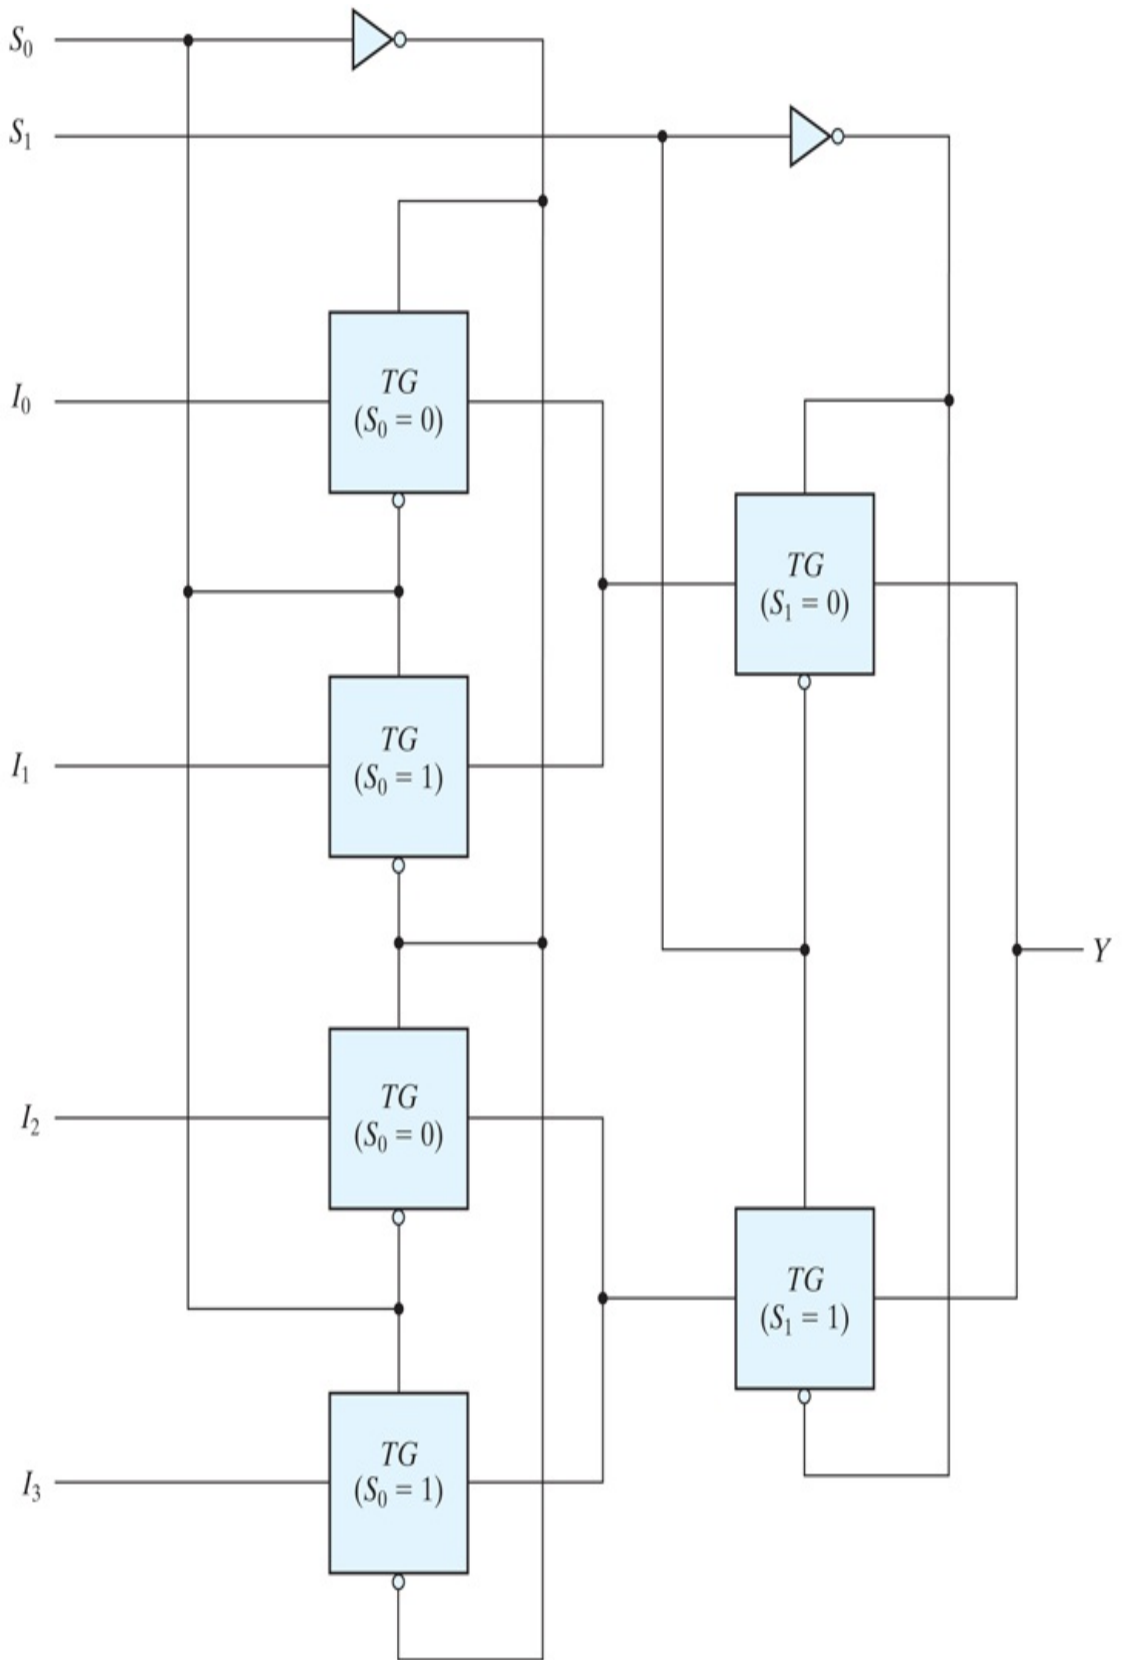 S₀
S₁
I₀
TG
(S₀ = 0)
TG
(S₁ = 0)
I₁
TG
(S₀ = 1)
Y
I₂
TG
(S₀ = 0)
TG
(S₁ = 1)
I₃
TG
(S₀ = 1)